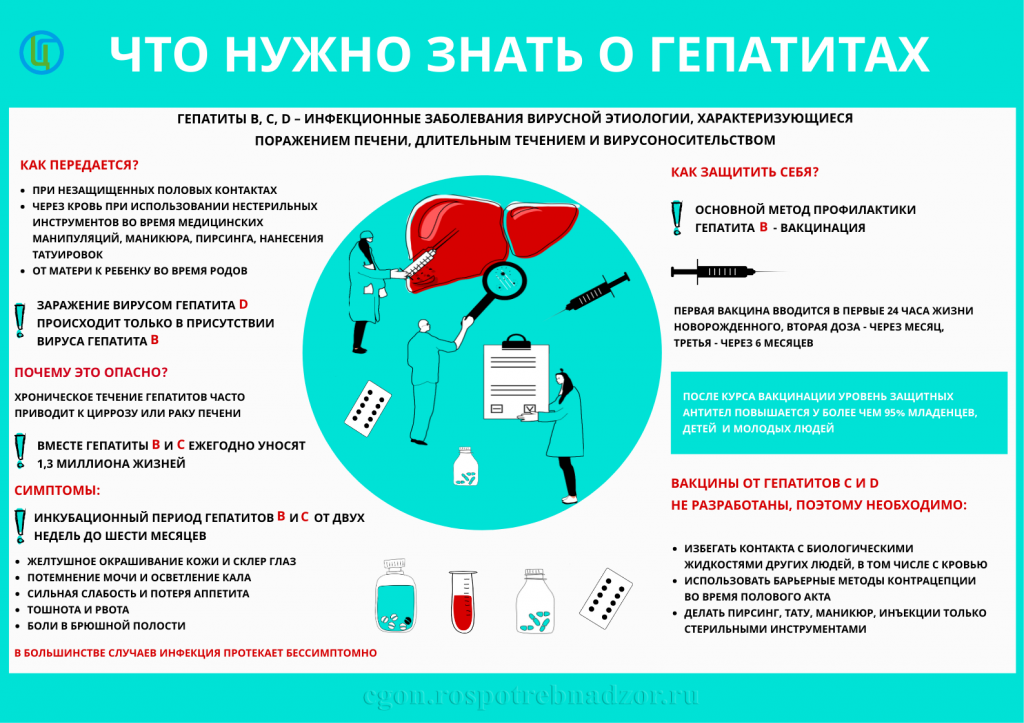 ЧТО НУЖНО ЗНАТЬ О ГЕПАТИТАХ
ГЕПАТИТЫ B, C, D – ИНФЕКЦИОННЫЕ ЗАБОЛЕВАНИЯ ВИРУСНОЙ ЭТИОЛОГИИ, ХАРАКТЕРИЗУЮЩИЕСЯ
ПОРАЖЕНИЕМ ПЕЧЕНИ, ДЛИТЕЛЬНЫМ ТЕЧЕНИЕМ И ВИРУСОНОСИТЕЛЬСТВОМ
КАК ПЕРЕДАЕТСЯ?
• ПРИ НЕЗАЩИЩЕННЫХ ПОЛОВЫХ КОНТАКТАХ
• ЧЕРЕЗ КРОВЬ ПРИ ИСПОЛЬЗОВАНИИ НЕСТЕРИЛЬНЫХ
ИНСТРУМЕНТОВ ВО ВРЕМЯ МЕДИЦИНСКИХ
МАНИПУЛЯЦИЙ, МАНИКЮРА, ПИРСИНГА, НАНЕСЕНИЯ
ТАТУИРОВОК
• ОТ МАТЕРИ К РЕБЕНКУ ВО ВРЕМЯ РОДОВ
! ЗАРАЖЕНИЕ ВИРУСОМ ГЕПАТИТА D
ПРОИСХОДИТ ТОЛЬКО В ПРИСУТСТВИИ
ВИРУСА ГЕПАТИТА B
ПОЧЕМУ ЭТО ОПАСНО?
ХРОНИЧЕСКОЕ ТЕЧЕНИЕ ГЕПАТИТОВ ЧАСТО
ПРИВОДИТ К ЦИРРОЗУ ИЛИ РАКУ ПЕЧЕНИ
! ВМЕСТЕ ГЕПАТИТЫ B И C ЕЖЕГОДНО УНОСЯТ
1,3 МИЛЛИОНА ЖИЗНЕЙ
СИМПТОМЫ:
! ИНКУБАЦИОННЫЙ ПЕРИОД ГЕПАТИТОВ B И C ОТ ДВУХ
НЕДЕЛЬ ДО ШЕСТИ МЕСЯЦЕВ
• ЖЕЛТУШНОЕ ОКРАШИВАНИЕ КОЖИ И СКЛЕР ГЛАЗ
• ПОТЕМНЕНИЕ МОЧИ И ОСВЕТЛЕНИЕ КАЛА
• СИЛЬНАЯ СЛАБОСТЬ И ПОТЕРЯ АППЕТИТА
• ТОШНОТА И РВОТА
• БОЛИ В БРЮШНОЙ ПОЛОСТИ
В БОЛЬШИНСТВЕ СЛУЧАЕВ ИНФЕКЦИЯ ПРОТЕКАЕТ БЕССИМПТОМНО
КАК ЗАЩИТИТЬ СЕБЯ?
! ОСНОВНОЙ МЕТОД ПРОФИЛАКТИКИ
ГЕПАТИТА B - ВАКЦИНАЦИЯ
ПЕРВАЯ ВАКЦИНА ВВОДИТСЯ В ПЕРВЫЕ 24 ЧАСА ЖИЗНИ
НОВОРОЖДЕННОГО, ВТОРАЯ ДОЗА - ЧЕРЕЗ МЕСЯЦ,
ТРЕТЬЯ - ЧЕРЕЗ 6 МЕСЯЦЕВ
ПОСЛЕ КУРСА ВАКЦИНАЦИИ УРОВЕНЬ ЗАЩИТНЫХ
АНТИТЕЛ ПОВЫШАЕТСЯ У БОЛЕЕ ЧЕМ 95% МЛАДЕНЦЕВ,
ДЕТЕЙ И МОЛОДЫХ ЛЮДЕЙ
ВАКЦИНЫ ОТ ГЕПАТИТОВ C И D
НЕ РАЗРАБОТАНЫ, ПОЭТОМУ НЕОБХОДИМО:
• ИЗБЕГАТЬ КОНТАКТА С БИОЛОГИЧЕСКИМИ
ЖИДКОСТЯМИ ДРУГИХ ЛЮДЕЙ, В ТОМ ЧИСЛЕ С КРОВЬЮ
• ИСПОЛЬЗОВАТЬ БАРЬЕРНЫЕ МЕТОДЫ КОНТРАЦЕПЦИИ
ВО ВРЕМЯ ПОЛОВОГО АКТА
• ДЕЛАТЬ ПИРСИНГ, ТАТУ, МАНИКЮР, ИНЪЕКЦИИ ТОЛЬКО
СТЕРИЛЬНЫМИ ИНСТРУМЕНТАМИ
cgon.rospotrebnadzor.ru